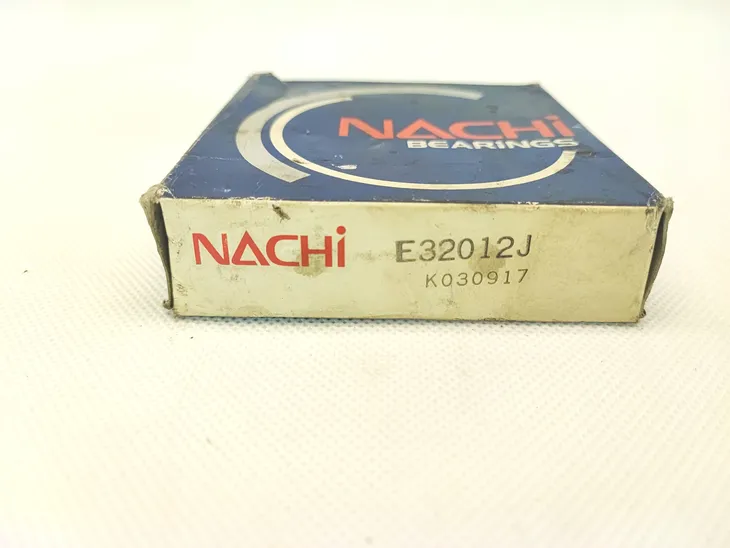 NACHi
BEARINGS
NACHi E32012J
K030917